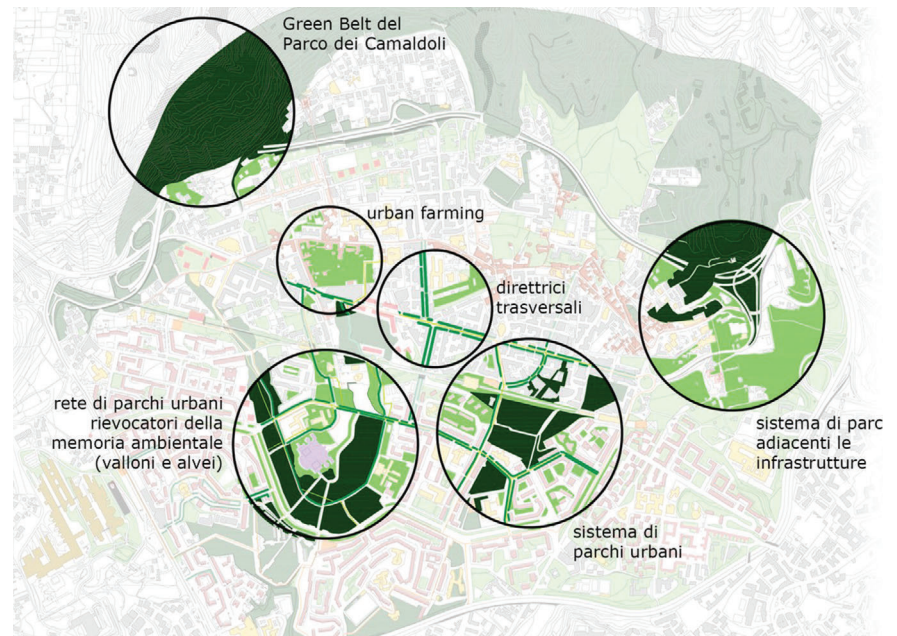 Green Belt del
Parco dei Camaldoli
urban farming
direttrici
trasversali
rete di parchi urbani
rievocatori della
memoria ambientale
(valloni e alvei)
sistema di parc
adiacenti le
infrastrutture
sistema di
parchi urbani